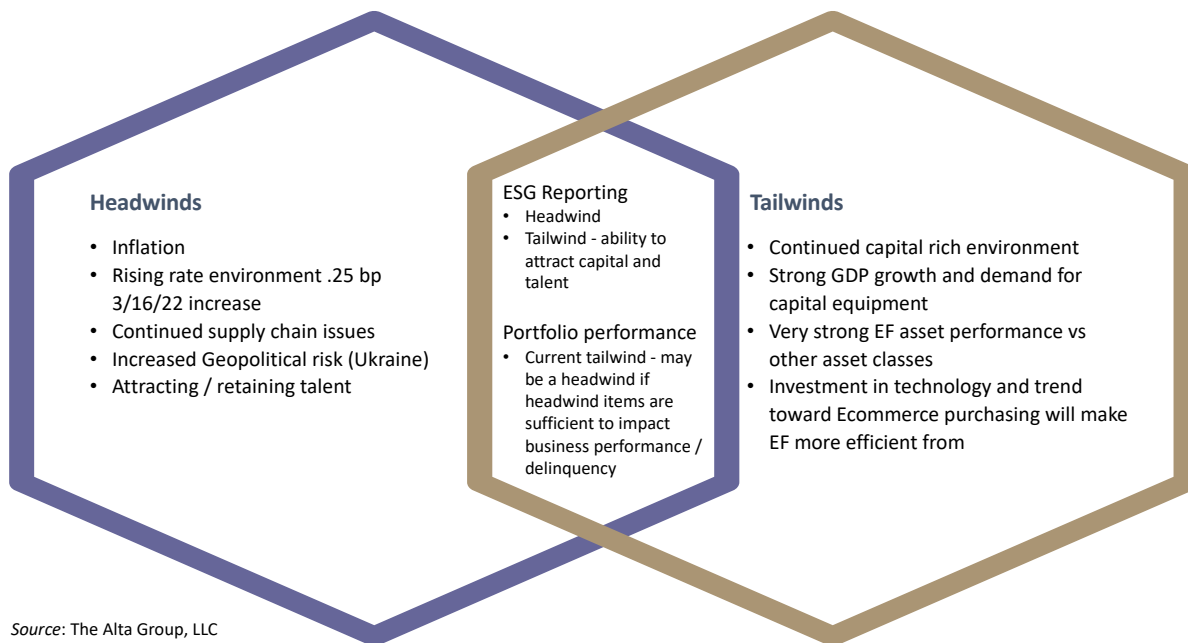 Headwinds
• Inflation
• Rising rate environment .25 bp
3/16/22 increase
• Continued supply chain issues
• Increased Geopolitical risk (Ukraine)
• Attracting / retaining talent
ESG Reporting
• Headwind
• Tailwind - ability to
attract capital and
talent
Portfolio performance
• Current tailwind - may
be a headwind if
headwind items are
sufficient to impact
business performance /
delinquency
Tailwinds
• Continued capital rich environment
• Strong GDP growth and demand for
capital equipment
• Very strong EF asset performance vs
other asset classes
• Investment in technology and trend
toward Ecommerce purchasing will make
EF more efficient from
Source: The Alta Group, LLC